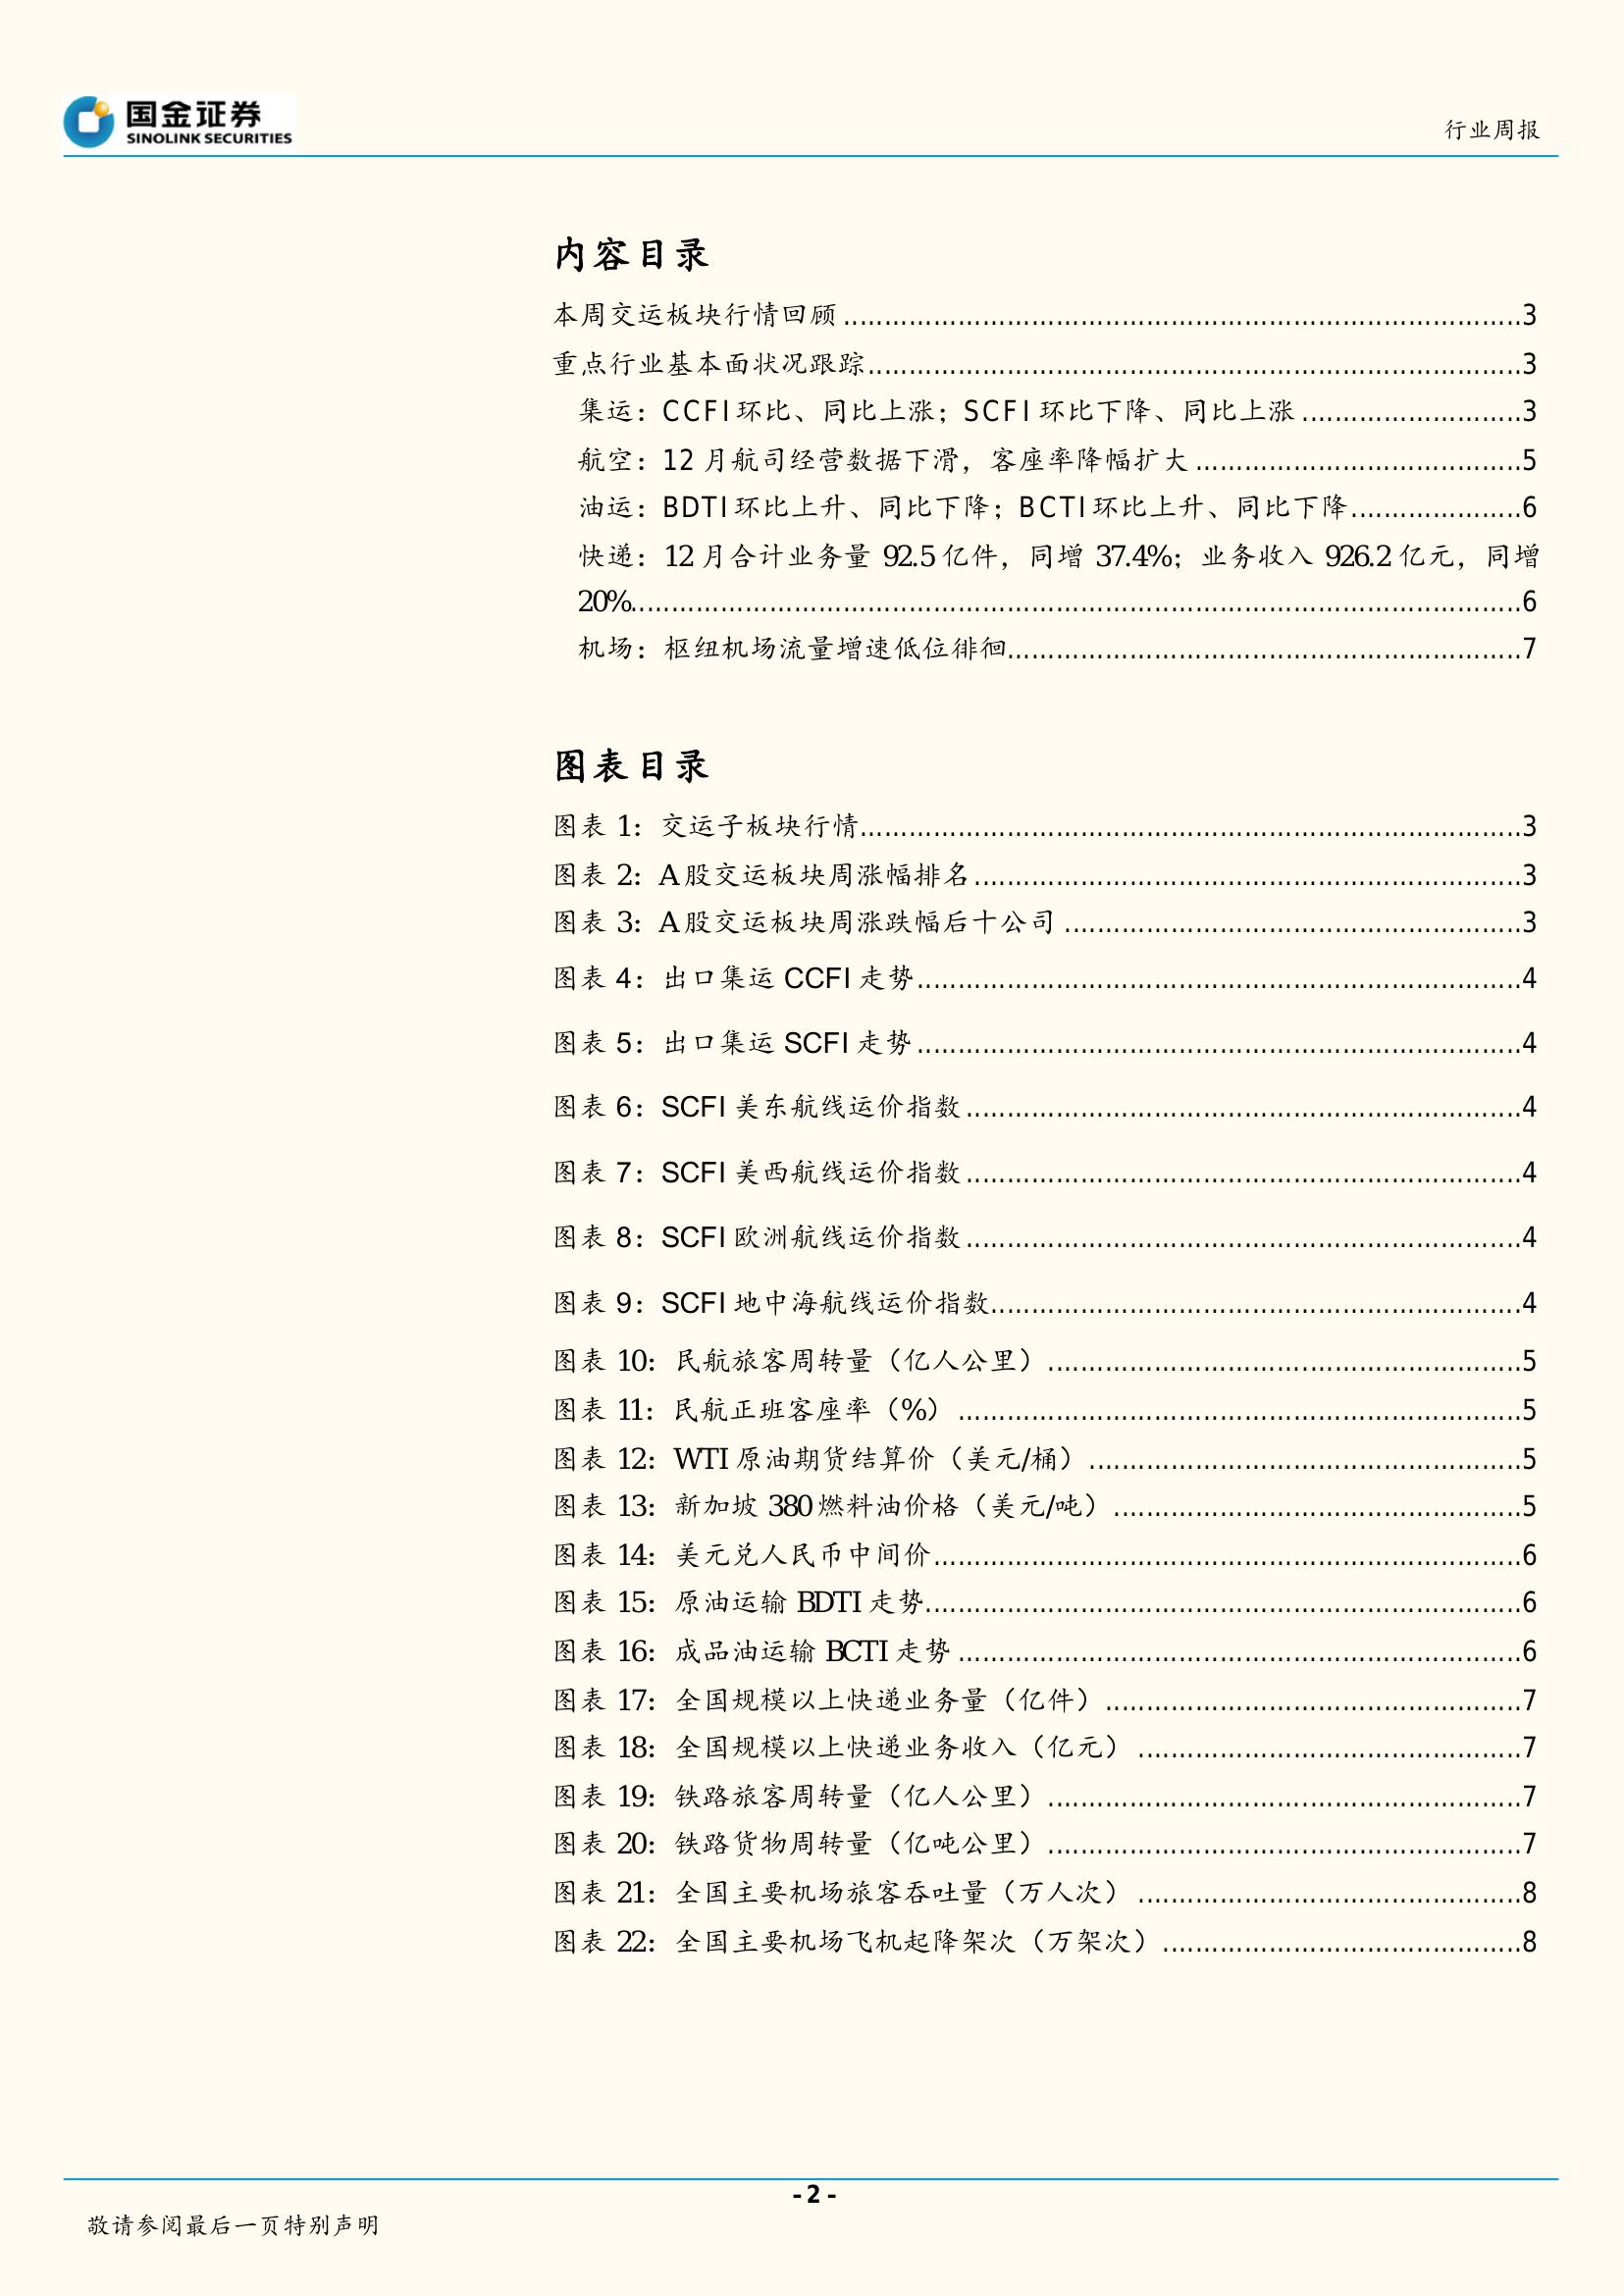 国金证券
SINOLINK SECURITIES
行业周报
内容目录
本周交运板块行情回顾......3
重点行业基本面状况跟踪......3
集运：CCFI 环比、同比上涨；SCFI 环比下降、同比上涨......3
航空：12 月航司经营数据下滑，客座率降幅扩大......5
油运：BDTI 环比上升、同比下降；BCTI 环比上升、同比下降......6
快递：12 月合计业务量 92.5 亿件，同增 37.4%；业务收入 926.2 亿元，同增
20%......6
机场：枢纽机场流量增速低位徘徊......7
图表目录
图表 1：交运子板块行情......3
图表 2：A 股交运板块周涨幅排名......3
图表 3：A 股交运板块周涨跌幅后十公司......3
图表 4：出口集运 CCFI 走势......4
图表 5：出口集运 SCFI 走势......4
图表 6：SCFI 美东航线运价指数......4
图表 7：SCFI 美西航线运价指数......4
图表 8：SCFI 欧洲航线运价指数......4
图表 9：SCFI 地中海航线运价指数......4
图表 10：民航旅客周转量（亿人公里）......5
图表 11：民航正班客座率（%）......5
图表 12：WTI 原油期货结算价（美元/桶）......5
图表 13：新加坡 380 燃料油价格（美元/吨）......5
图表 14：美元兑人民币中间价......6
图表 15：原油运输 BDTI 走势......6
图表 16：成品油运输 BCTI 走势......6
图表 17：全国规模以上快递业务量（亿件）......7
图表 18：全国规模以上快递业务收入（亿元）......7
图表 19：铁路旅客周转量（亿人公里）......7
图表 20：铁路货物周转量（亿吨公里）......7
图表 21：全国主要机场旅客吞吐量（万人次）......8
图表 22：全国主要机场飞机起降架次（万架次）......8
- 2 -
敬请参阅最后一页特别声明